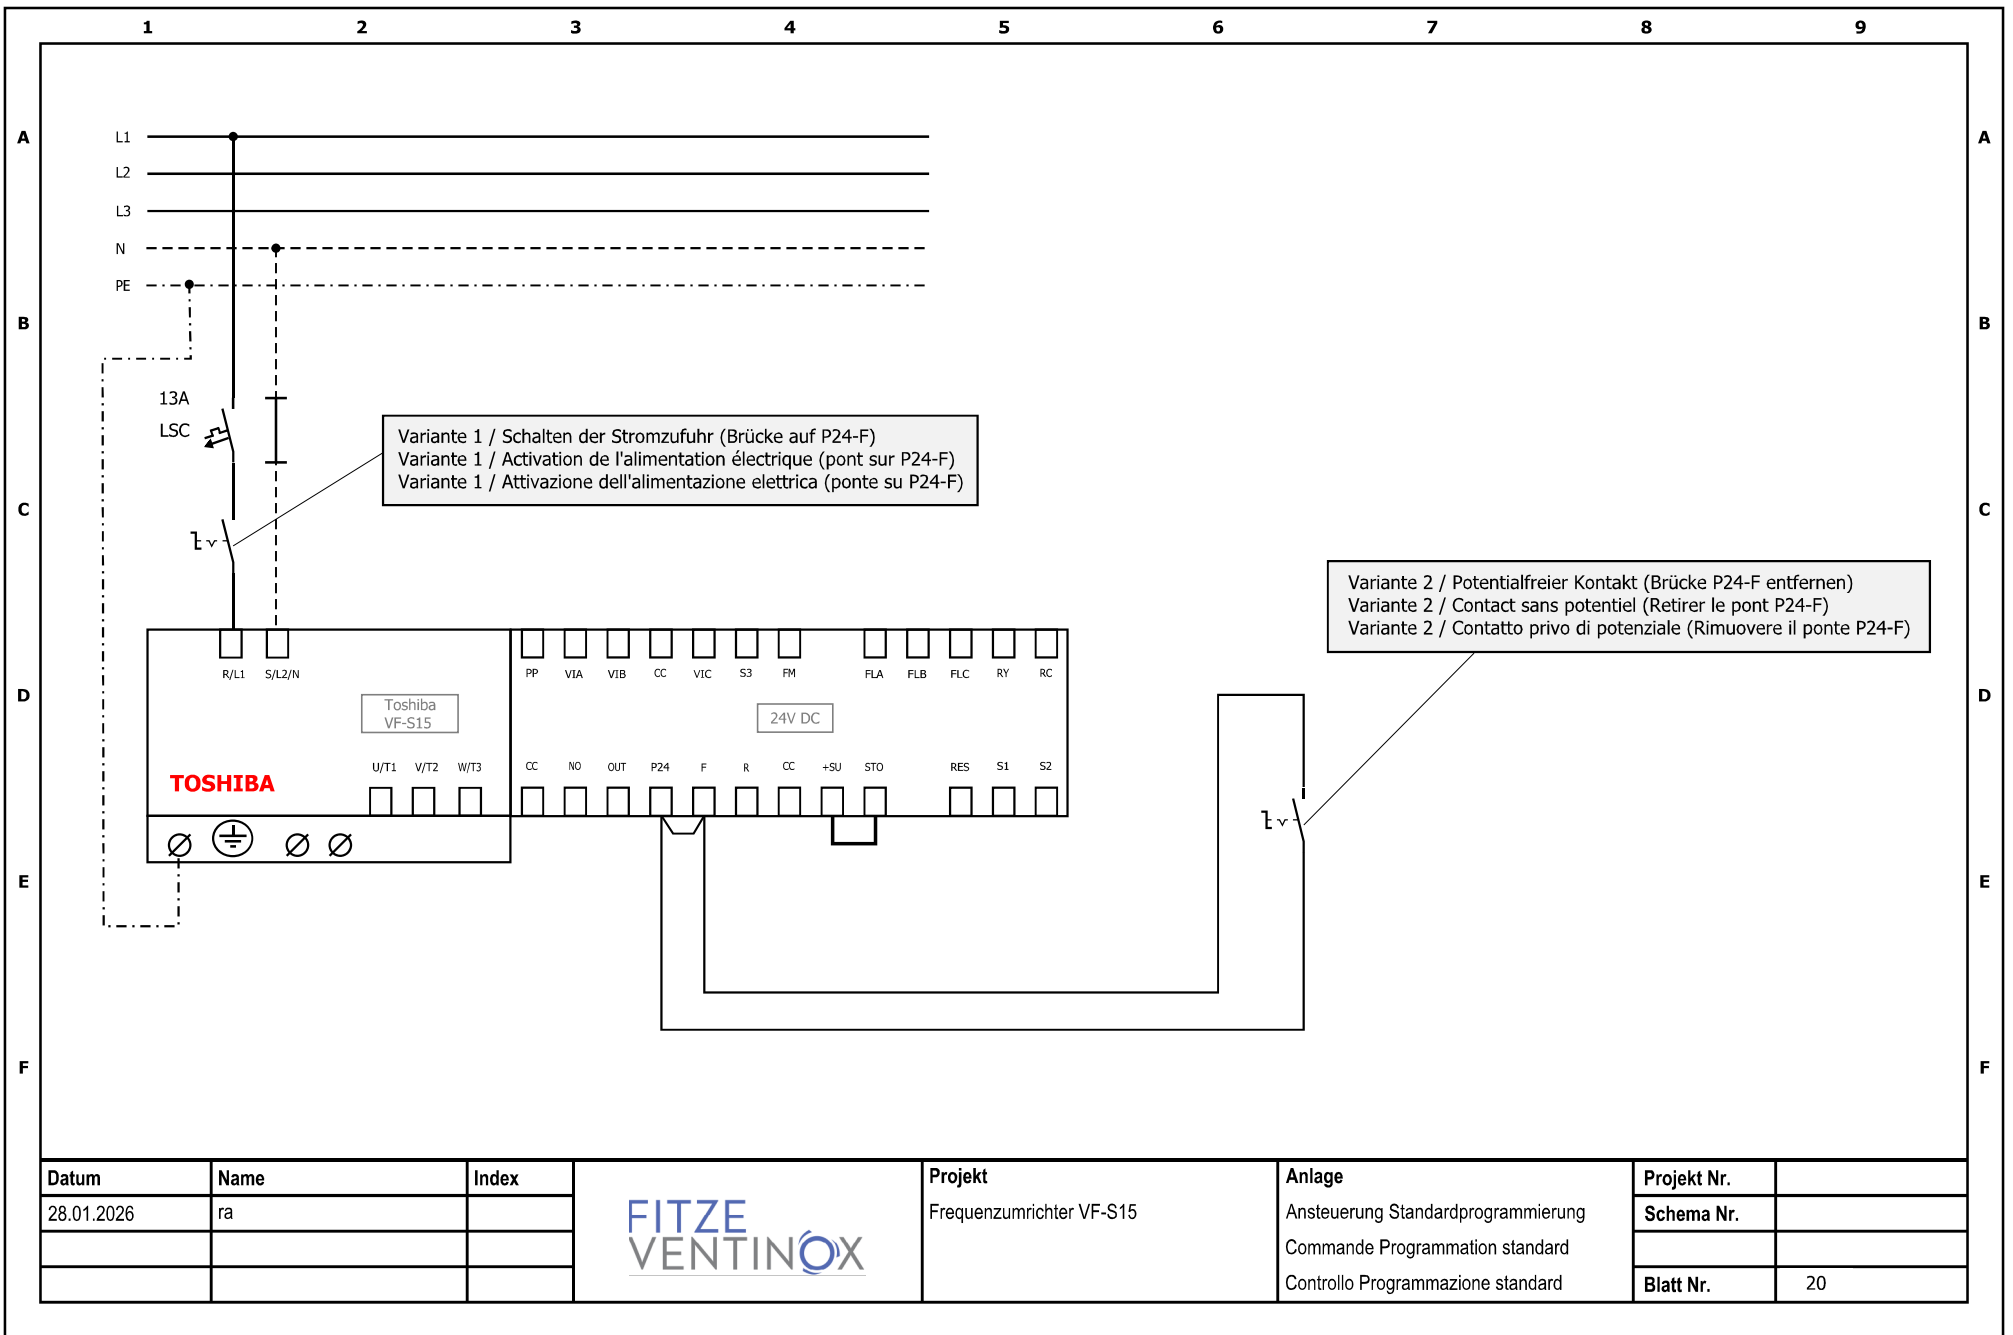 1 2 3 4 5 6 7 8 9
A A
L1
L2
L3
N
PE
B B
13A
LSC
Variante 1 / Schalten der Stromzufuhr (Brücke auf P24-F)
Variante 1 / Activation de l'alimentation électrique (pont sur P24-F)
Variante 1 / Attivazione dell'alimentazione elettrica (ponte su P24-F)
C C
Variante 2 / Potentialfreier Kontakt (Brücke P24-F entfernen)
Variante 2 / Contact sans potentiel (Retirer le pont P24-F)
Variante 2 / Contatto privo di potenziale (Rimuovere il ponte P24-F)
R/L1 S/L2/N PP VIA VIB CC VIC S3 FM FLA FLB FLC RY RC
D D
Toshiba
VF-S15
24V DC
U/T1 V/T2 W/T3 CC NO OUT P24 F R CC +SU STO RES S1 S2
TOSHIBA
E E
F F
Datum Name Index Projekt Anlage Projekt Nr.
28.01.2026 ra Frequenzumrichter VF-S15 Ansteuerung Standardprogrammierung Schema Nr.
FITZE
VENTINOX
Commande Programmation standard
Controllo Programmazione standard Blatt Nr. 20